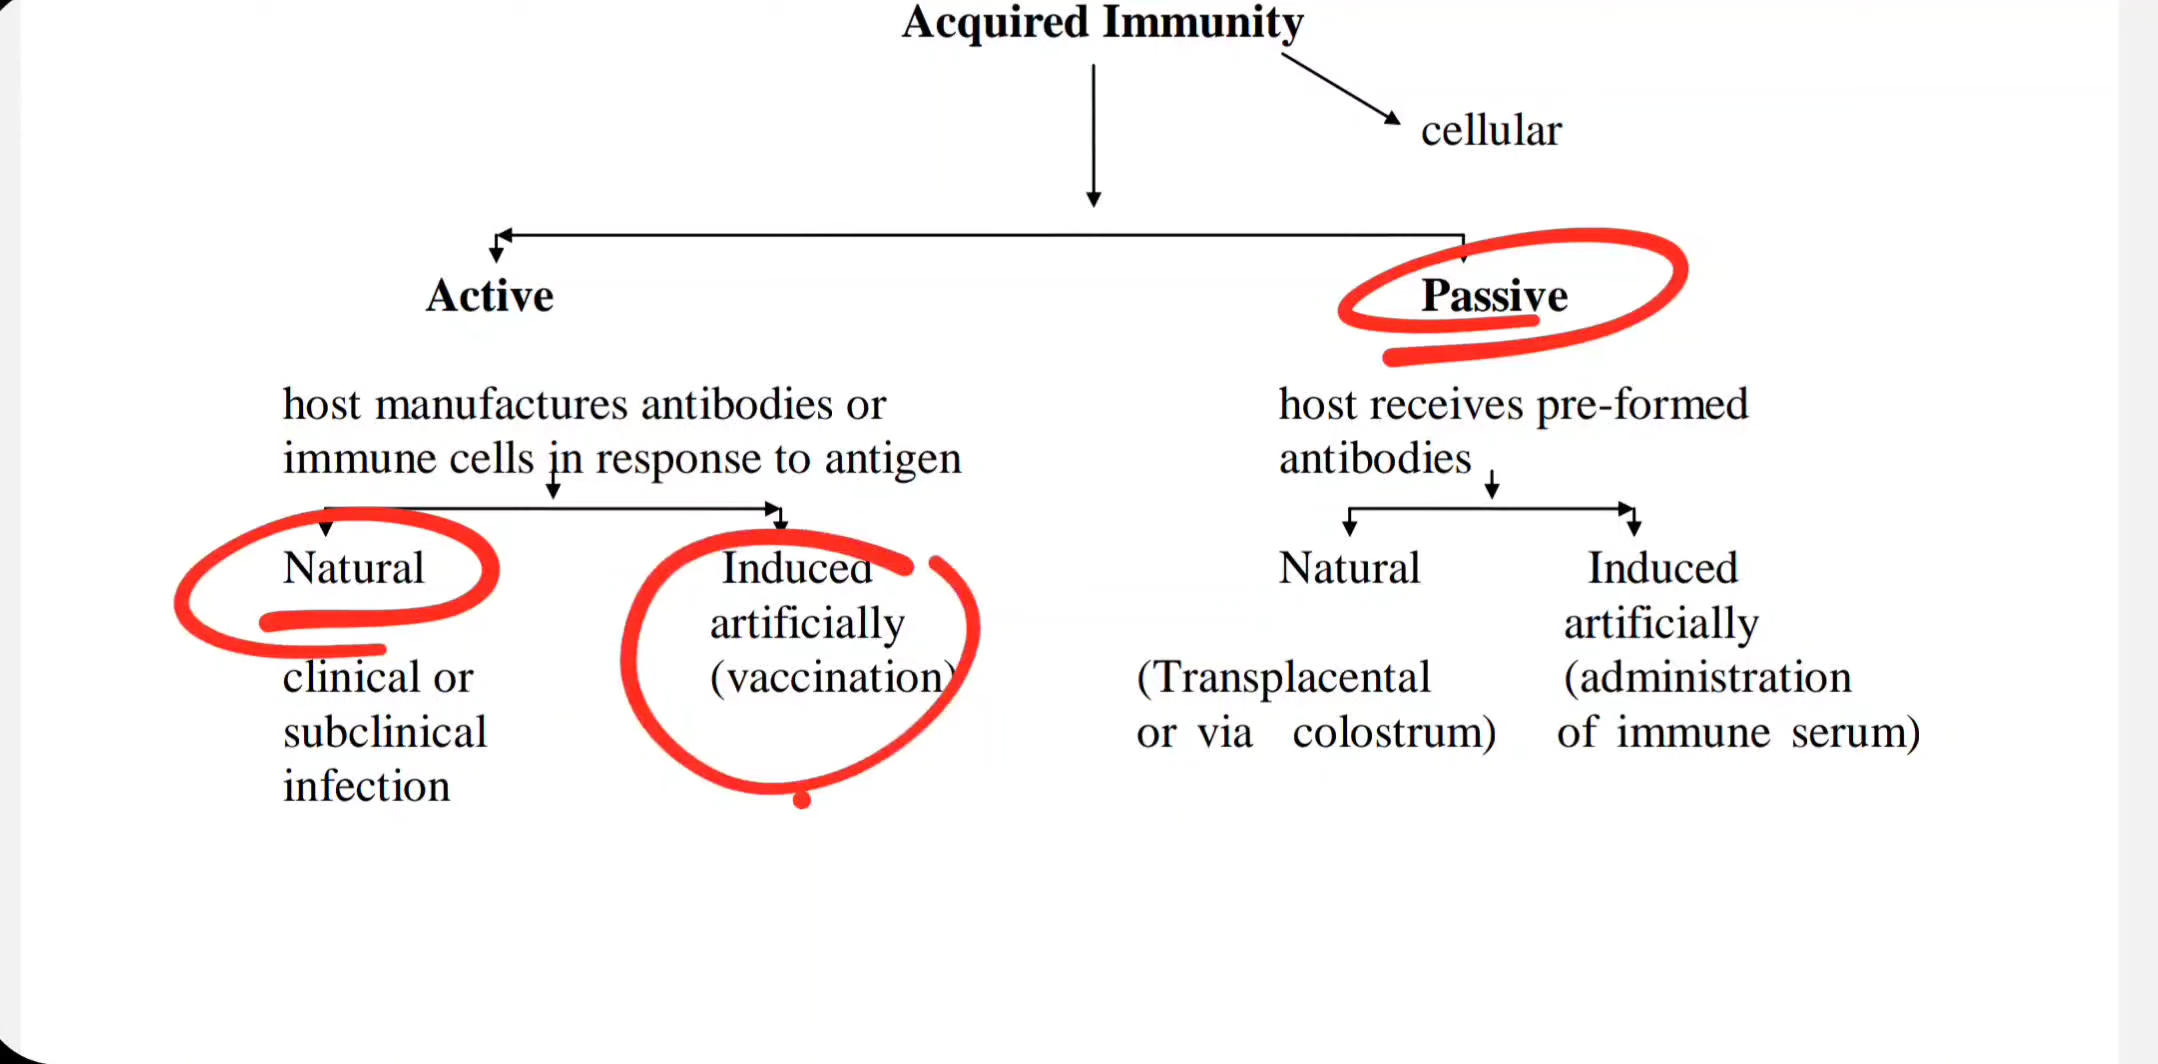 Acquired Immunity
cellular
Active
Passive
host manufactures antibodies or
immune cells in response to antigen
host receives pre-formed
antibodies
Natural
Induced
artificially
(vaccination)
clinical or
subclinical
infection
Natural
(Transplacental
or via colostrum)
Induced
artificially
(administration
of immune serum)